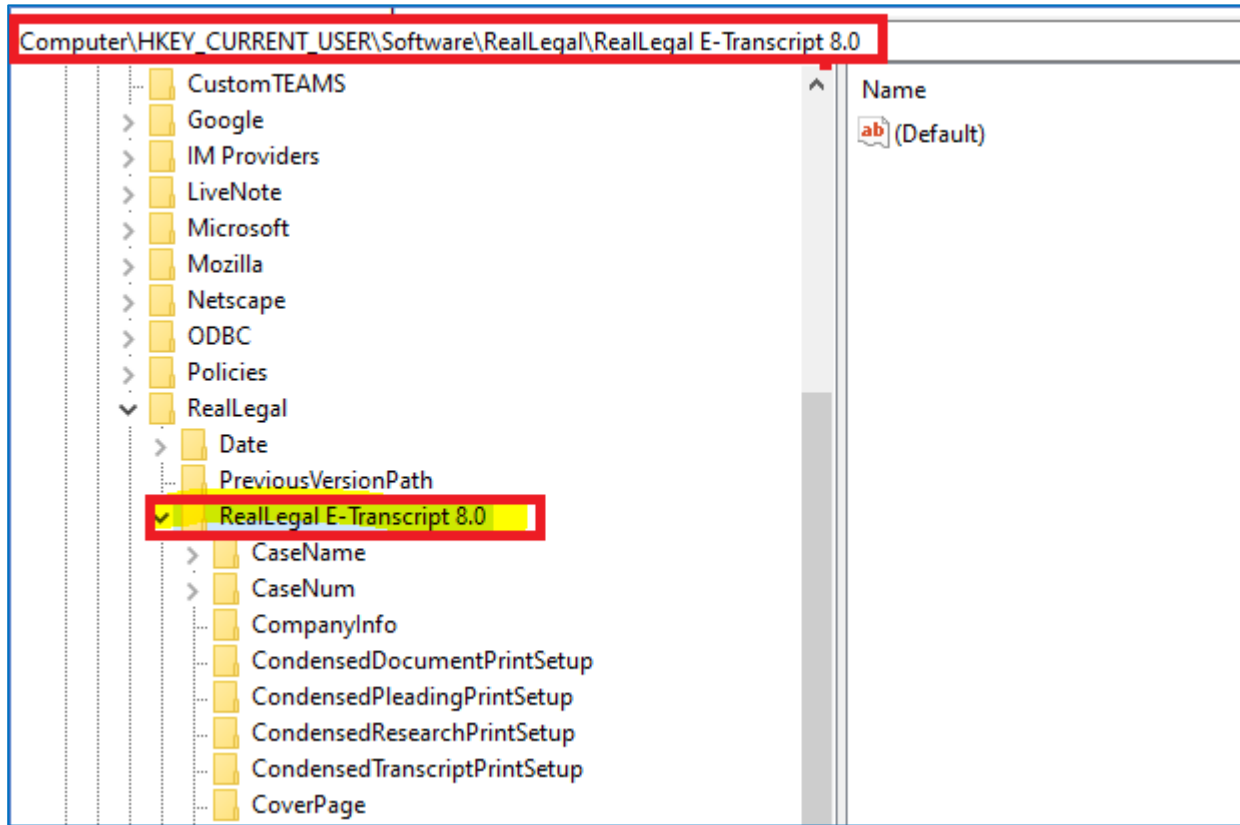 Computer\HKEY_CURRENT_USER\Software\RealLegal\RealLegal E-Transcript 8.0
CustomTEAMS
Google
IM Providers
LiveNote
Microsoft
Mozilla
Netscape
ODBC
Policies
RealLegal
Date
PreviousVersionPath
RealLegal E-Transcript 8.0
CaseName
CaseNum
CompanyInfo
CondensedDocumentPrintSetup
CondensedPleadingPrintSetup
CondensedResearchPrintSetup
CondensedTranscriptPrintSetup
CoverPage
Name
ab (Default)